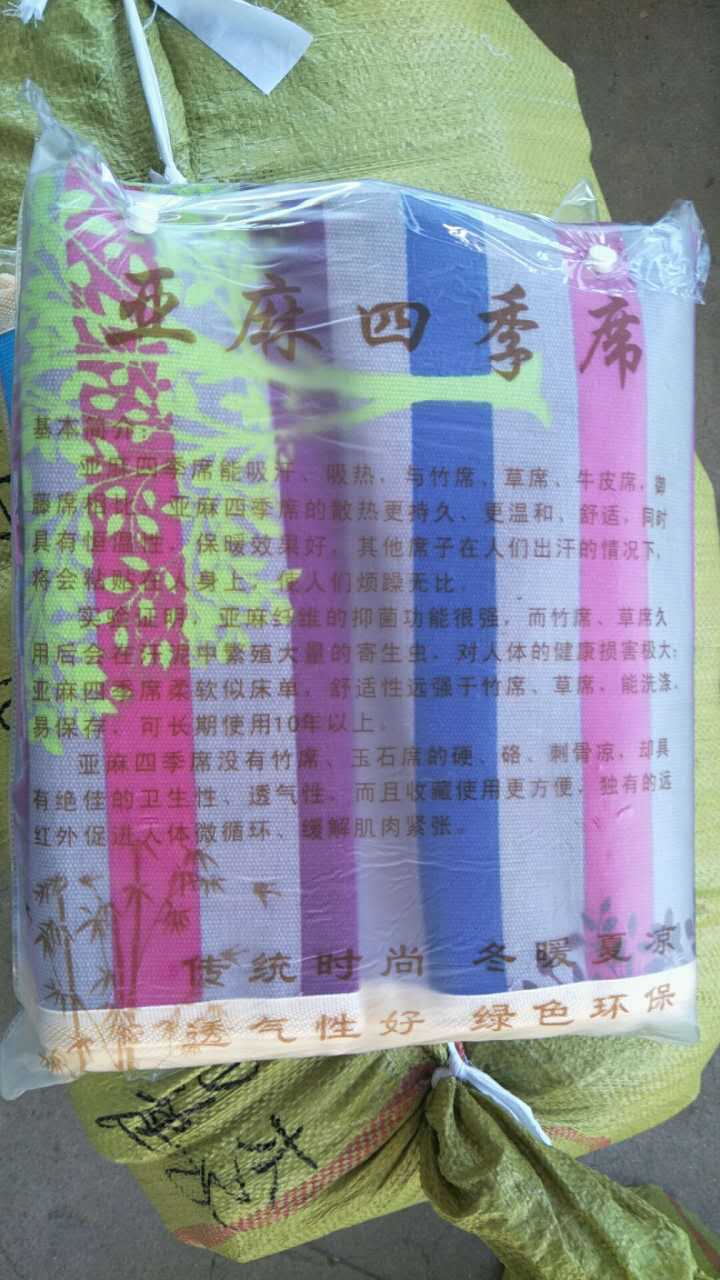 亚麻四季席
基本简介
亚麻四季席能吸汗、吸热，与竹席、草席、牛皮席，御
藤席相比，亚麻四季席的散热更持久、更温和、舒适，同时
具有恒温性，保暖效果好，其他席子在人们出汗的情况下，
将会粘贴在人身上，使人们烦躁无比。
实验证明，亚麻纤维的抑菌功能很强，而竹席、草席久
用后会在汗泥中繁殖大量的寄生虫，对人体的健康损害极大；
亚麻四季席柔软似床单，舒适性远强于竹席、草席，能洗涤，
易保存，可长期使用10年以上。
亚麻四季席没有竹席、玉石席的硬、硌、刺骨凉，却具
有绝佳的卫生性、透气性，而且收藏使用更方便，独有的远
红外促进人体微循环、缓解肌肉紧张。
传统时尚 冬暖夏凉
透气性好 绿色环保